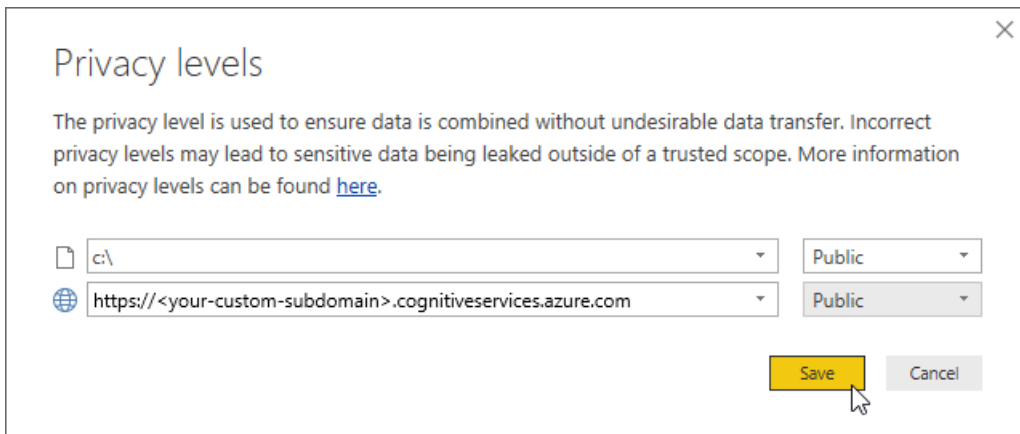 Privacy levels
The privacy level is used to ensure data is combined without undesirable data transfer. Incorrect
privacy levels may lead to sensitive data being leaked outside of a trusted scope. More information
on privacy levels can be found here.
c:\ Public
https://<your-custom-subdomain>.cognitiveservices.azure.com Public
Save Cancel